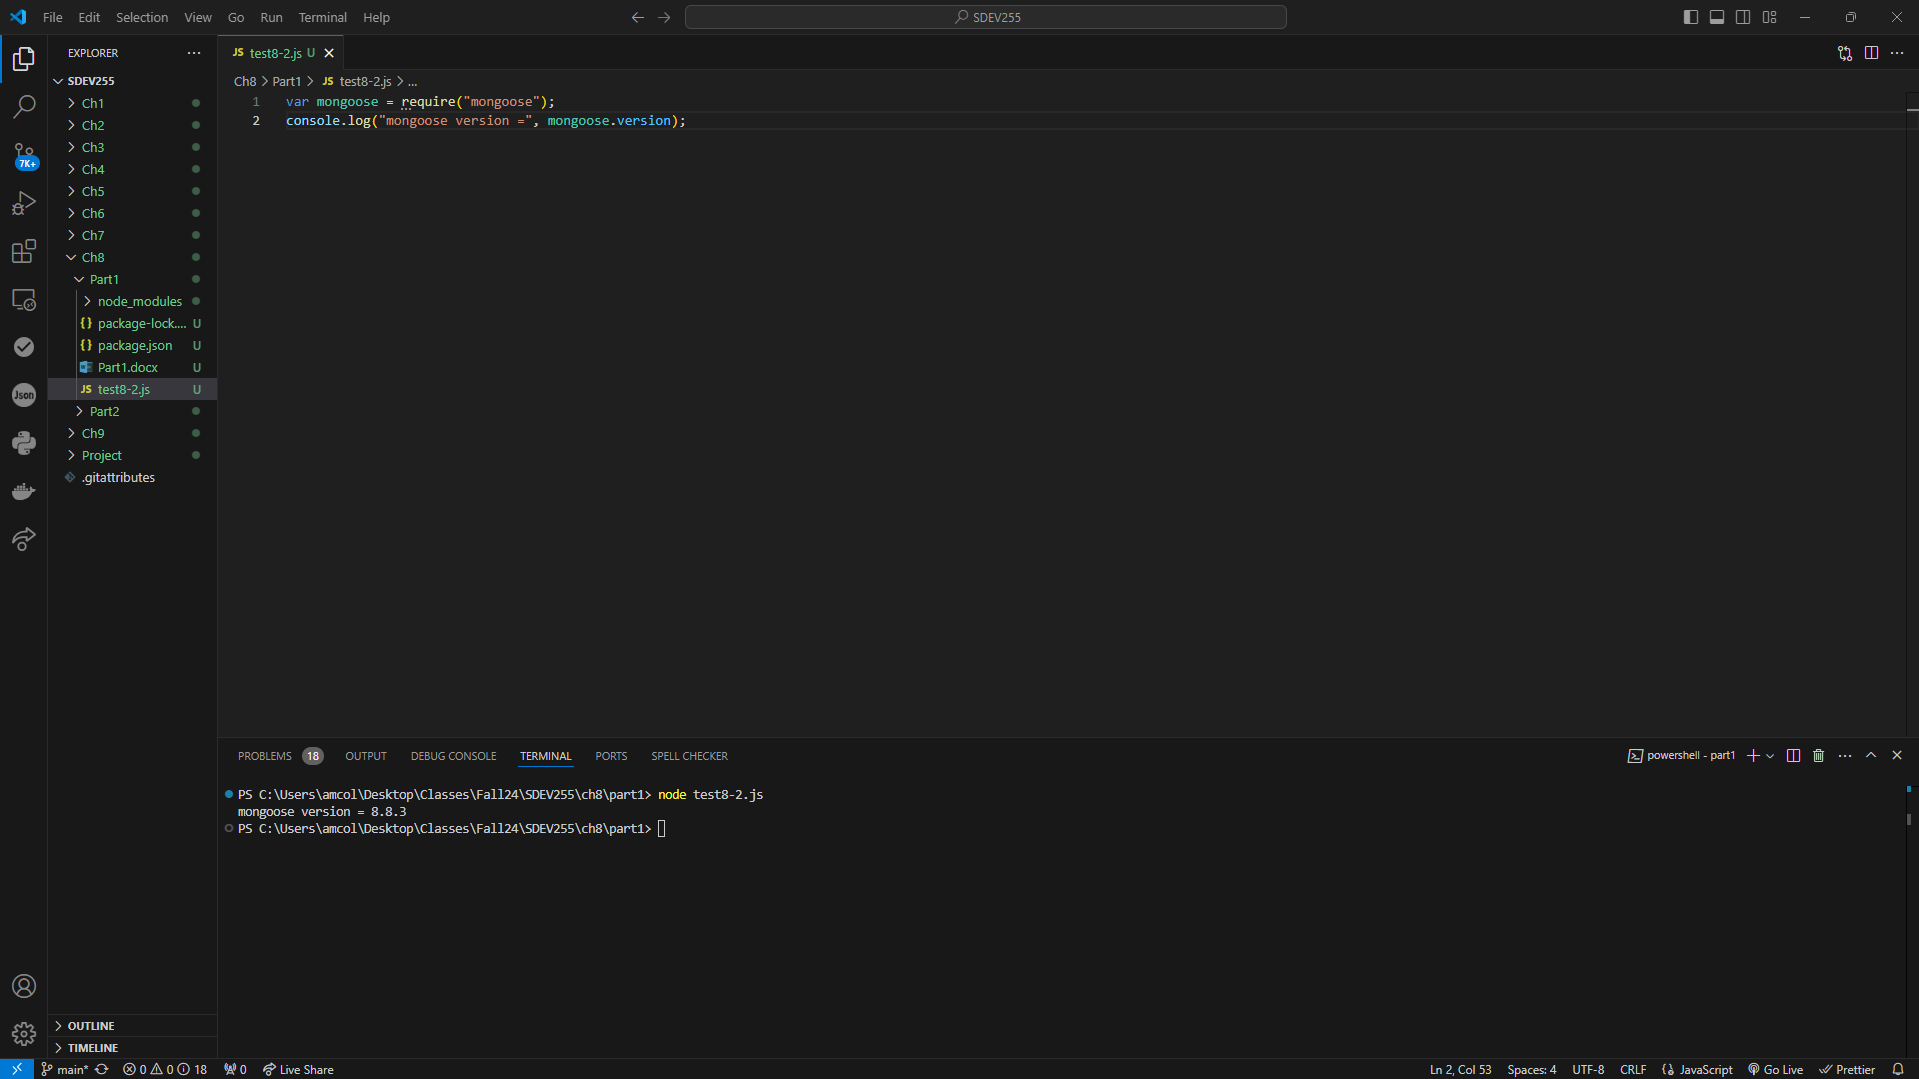 File Edit Selection View Go Run Terminal Help
SDEV255
EXPLORER
SDEV255
Ch1
Ch2
Ch3
Ch4
Ch5
Ch6
Ch7
Ch8
Part1
node_modules
package-lock.... U
package.json U
Part1.docx U
JS test8-2.js U
Part2
Ch9
Project
.gitattributes
7K+
Json
OUTLINE
TIMELINE
JS test8-2.js U
Ch8 > Part1 > JS test8-2.js > ...
1 var mongoose = require("mongoose");
2 console.log("mongoose version =", mongoose.version);
PROBLEMS 18 OUTPUT DEBUG CONSOLE TERMINAL PORTS SPELL CHECKER
powershell - part1
PS C:\Users\amcol\Desktop\Classes\Fall24\SDEV255\ch8\part1> node test8-2.js
mongoose version = 8.8.3
PS C:\Users\amcol\Desktop\Classes\Fall24\SDEV255\ch8\part1>
main* 0 0 18 0 Live Share
Ln 2, Col 53 Spaces: 4 UTF-8 CRLF JavaScript Go Live Prettier